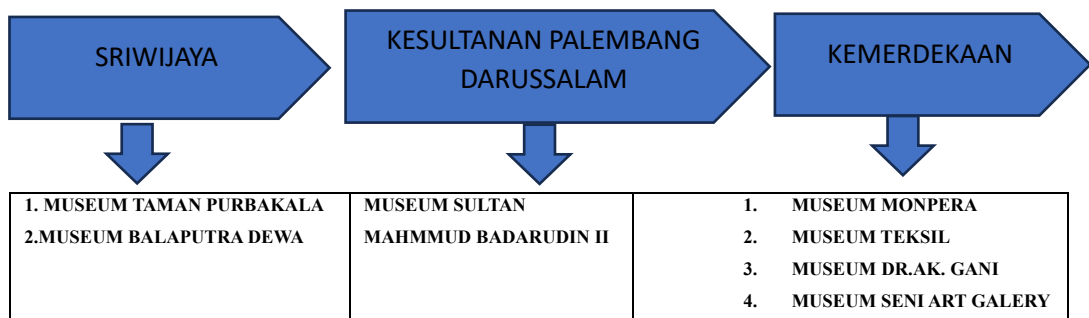 SRIWIJAYA
KESULTANAN PALEMBANG
DARUSSALAM
KEMERDEKAAN
1. MUSEUM TAMAN PURBAKALA
2.MUSEUM BALAPUTRA DEWA
MUSEUM SULTAN
MAHMMUD BADARUDIN II
1. MUSEUM MONPERA
2. MUSEUM TEKSIL
3. MUSEUM DR.AK. GANI
4. MUSEUM SENI ART GALERY